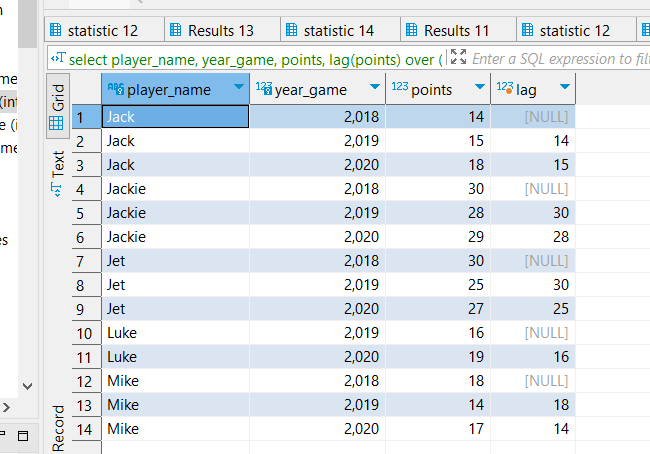 statistic 12 Results 13 statistic 14 Results 11 statistic 12
select player_name, year_game, points, lag(points) over ( Enter a SQL expression to filt
player_name year_game points lag
1 Jack 2,018 14 [NULL]
2 Jack 2,019 15 14
3 Jack 2,020 18 15
4 Jackie 2,018 30 [NULL]
5 Jackie 2,019 28 30
6 Jackie 2,020 29 28
7 Jet 2,018 30 [NULL]
8 Jet 2,019 25 30
9 Jet 2,020 27 25
10 Luke 2,019 16 [NULL]
11 Luke 2,020 19 16
12 Mike 2,018 18 [NULL]
13 Mike 2,019 14 18
14 Mike 2,020 17 14
Grid
Text
Record